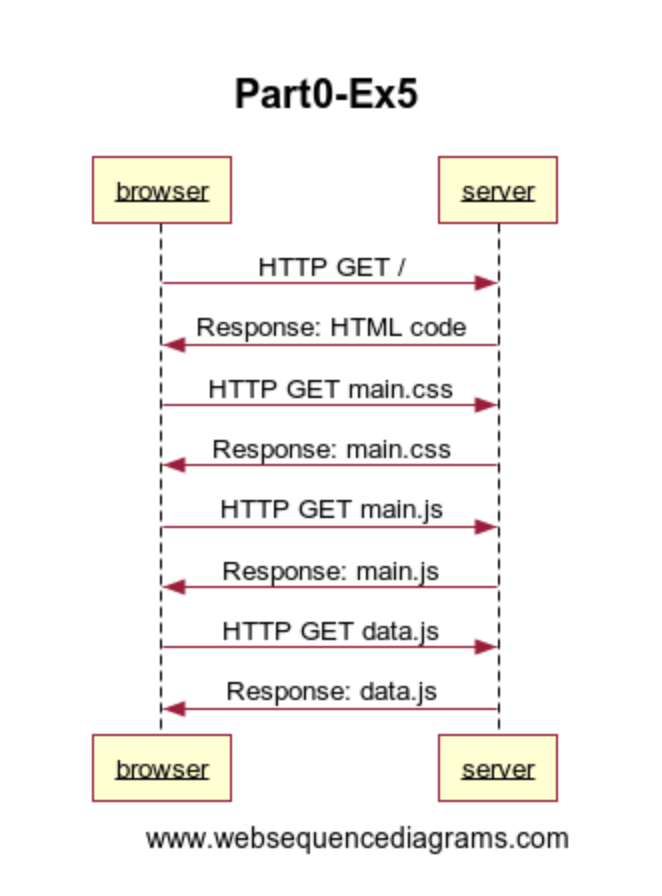 Part0-Ex5
browser
server
HTTP GET /
Response: HTML code
HTTP GET main.css
Response: main.css
HTTP GET main.js
Response: main.js
HTTP GET data.js
Response: data.js
browser
server
www.websequencediagrams.com